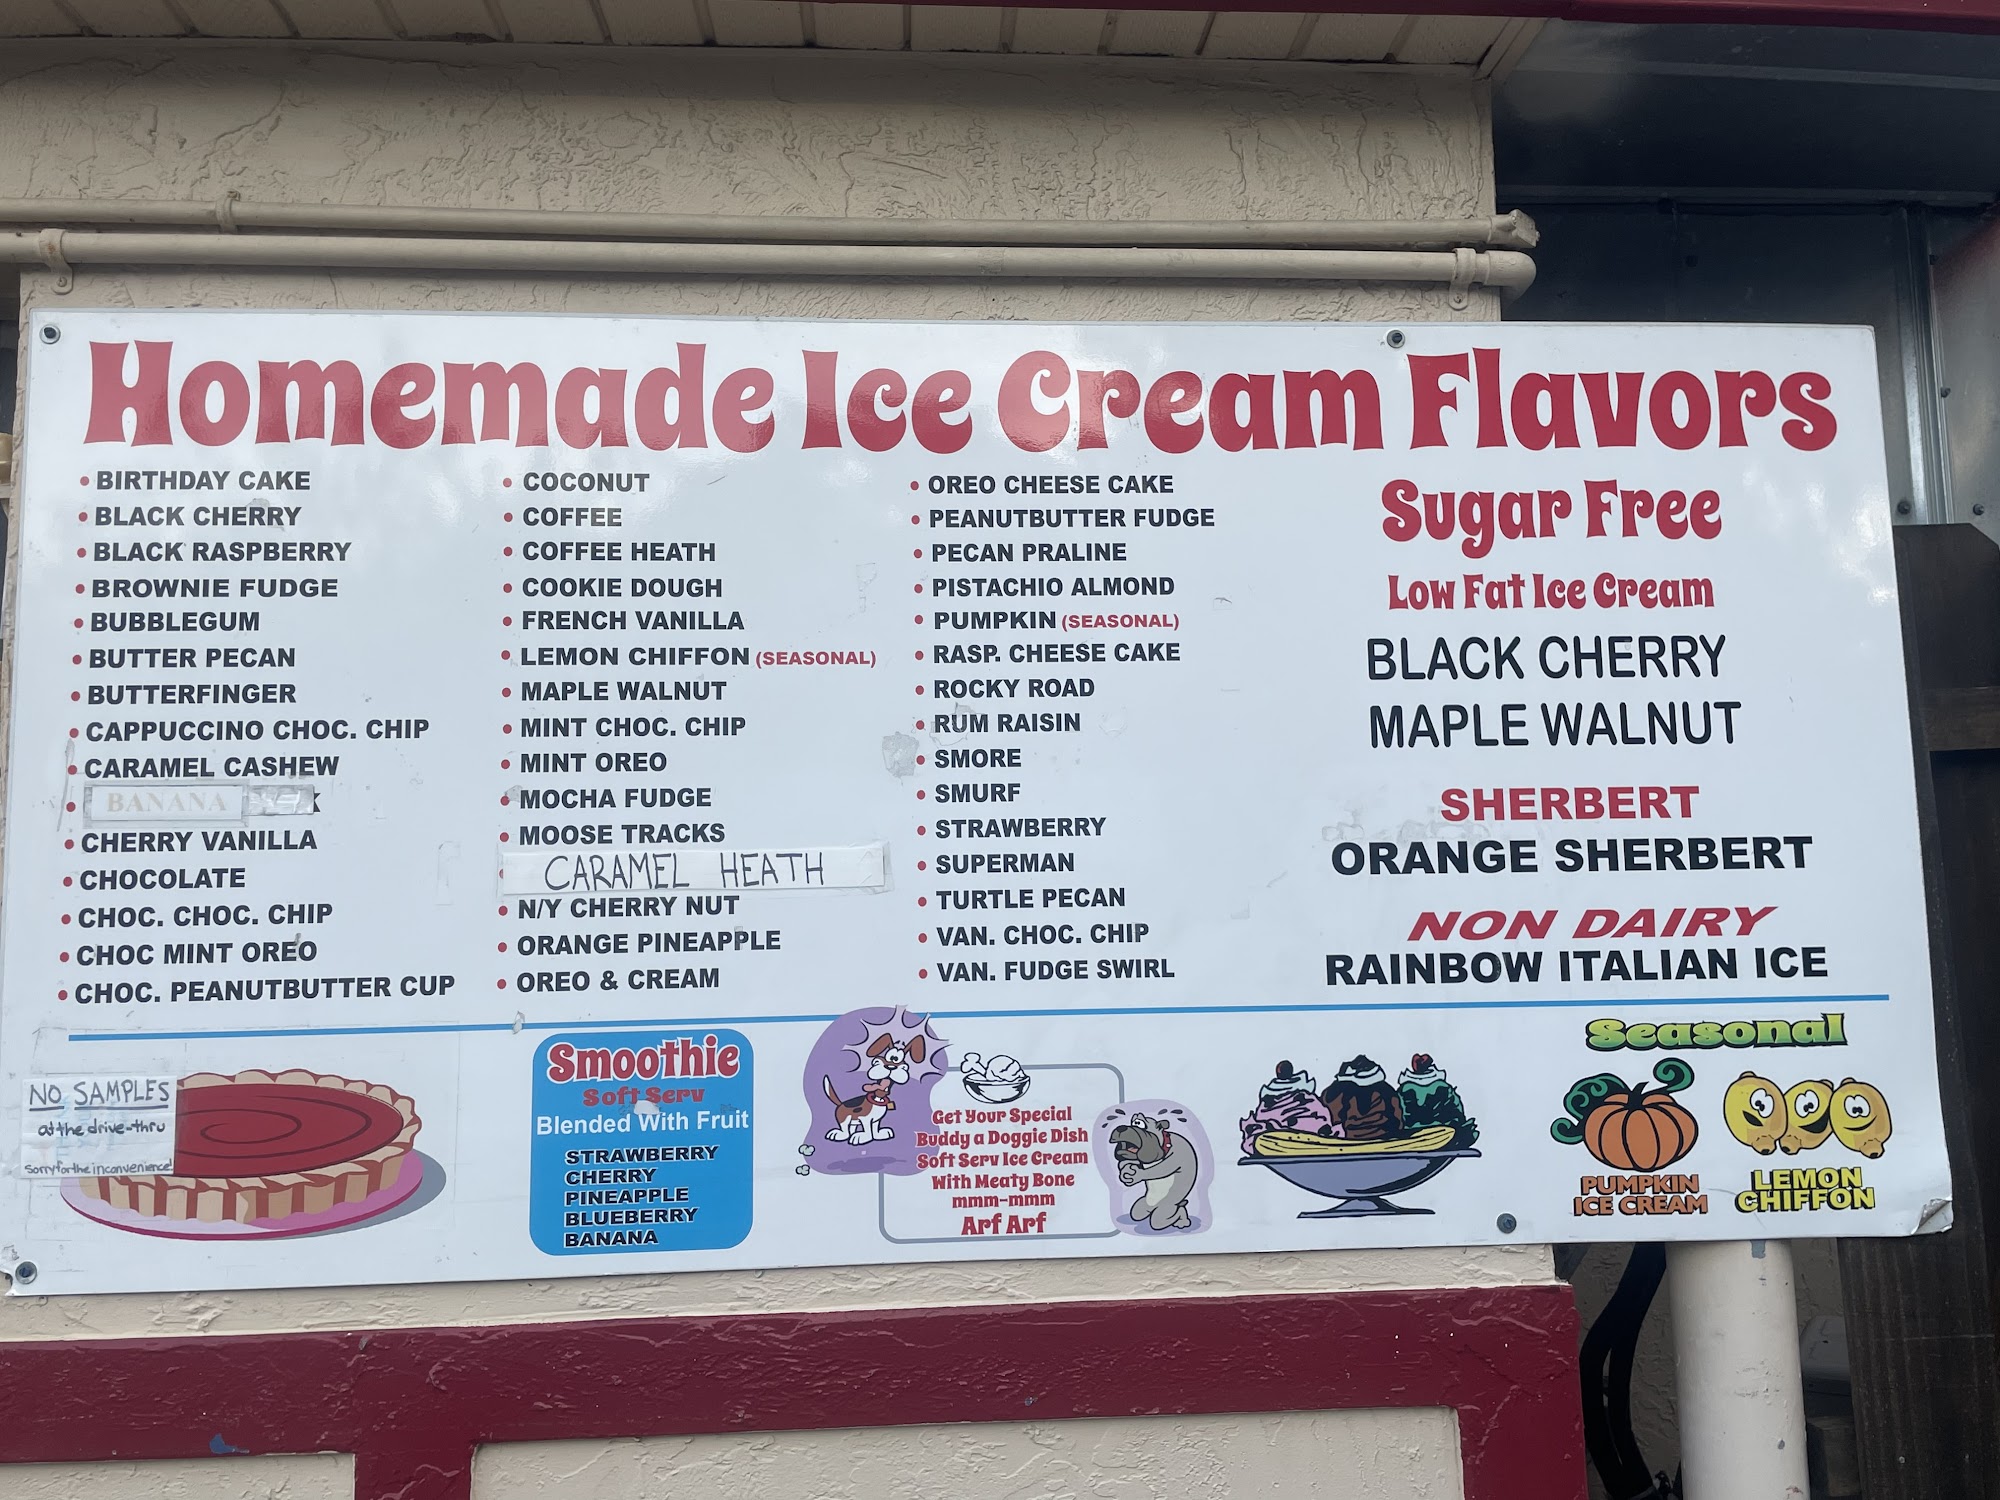 Homemade Ice Cream Flavors
• BIRTHDAY CAKE
• BLACK CHERRY
• BLACK RASPBERRY
• BROWNIE FUDGE
• BUBBLEGUM
• BUTTER PECAN
• BUTTERFINGER
• CAPPUCCINO CHOC. CHIP
• CARAMEL CASHEW
• BANANA
• CHERRY VANILLA
• CHOCOLATE
• CHOC. CHOC. CHIP
• CHOC MINT OREO
• CHOC. PEANUTBUTTER CUP
• COCONUT
• COFFEE
• COFFEE HEATH
• COOKIE DOUGH
• FRENCH VANILLA
• LEMON CHIFFON (SEASONAL)
• MAPLE WALNUT
• MINT CHOC. CHIP
• MINT OREO
• MOCHA FUDGE
• MOOSE TRACKS
CARAMEL HEATH
• N/Y CHERRY NUT
• ORANGE PINEAPPLE
• OREO & CREAM
• OREO CHEESE CAKE
• PEANUTBUTTER FUDGE
• PECAN PRALINE
• PISTACHIO ALMOND
• PUMPKIN (SEASONAL)
• RASP. CHEESE CAKE
• ROCKY ROAD
• RUM RAISIN
• SMORE
• SMURF
• STRAWBERRY
• SUPERMAN
• TURTLE PECAN
• VAN. CHOC. CHIP
• VAN. FUDGE SWIRL
Sugar Free
Low Fat Ice Cream
BLACK CHERRY
MAPLE WALNUT
SHERBERT
ORANGE SHERBERT
NON DAIRY
RAINBOW ITALIAN ICE
NO SAMPLES
at the drive-thru
sorry for the inconvenience!
Smoothie
Soft Serv
Blended With Fruit
STRAWBERRY
CHERRY
PINEAPPLE
BLUEBERRY
BANANA
Get Your Special
Buddy a Doggie Dish
Soft Serv Ice Cream
With Meaty Bone
mmm-mmm
Arf Arf
Seasonal
PUMPKIN
ICE CREAM
LEMON
CHIFFON